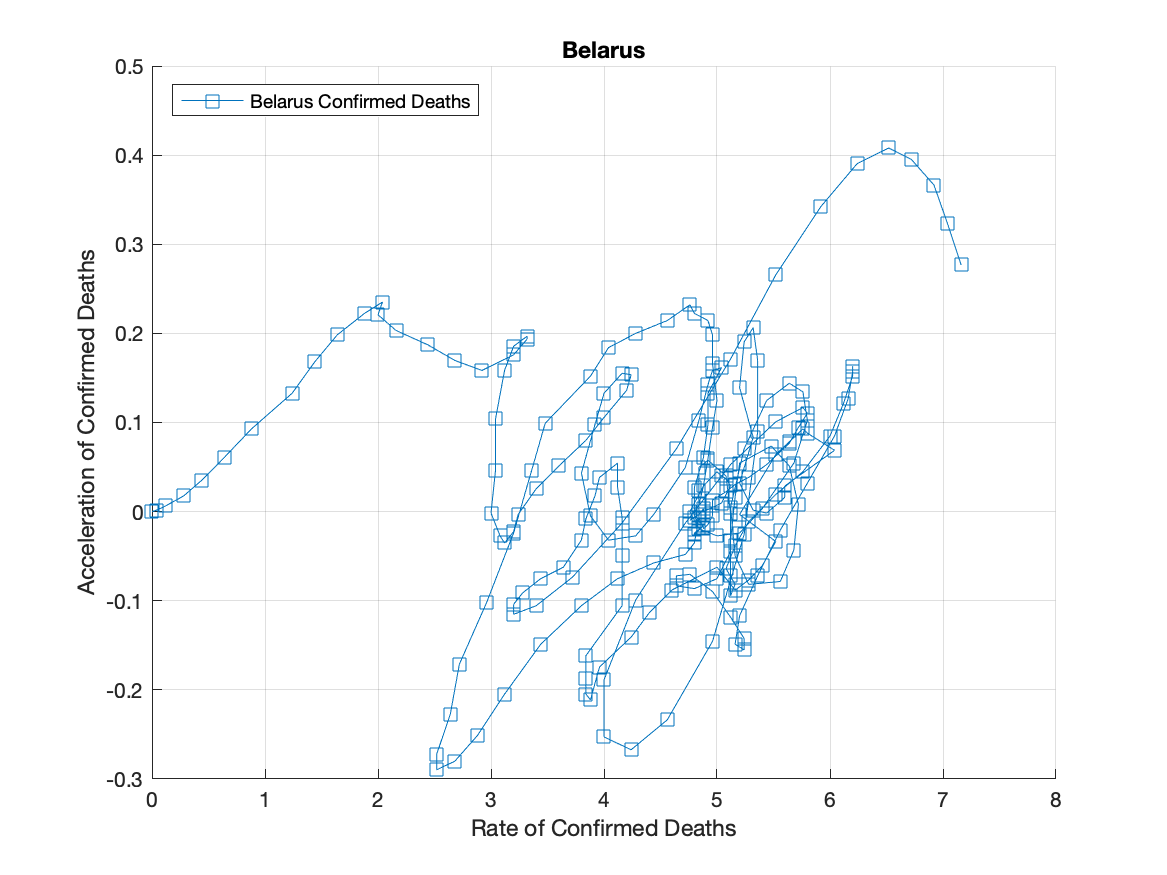 Belarus
Belarus Confirmed Deaths
Acceleration of Confirmed Deaths
0.5
0.4
0.3
0.2
0.1
0
-0.1
-0.2
-0.3
0 1 2 3 4 5 6 7 8
Rate of Confirmed Deaths